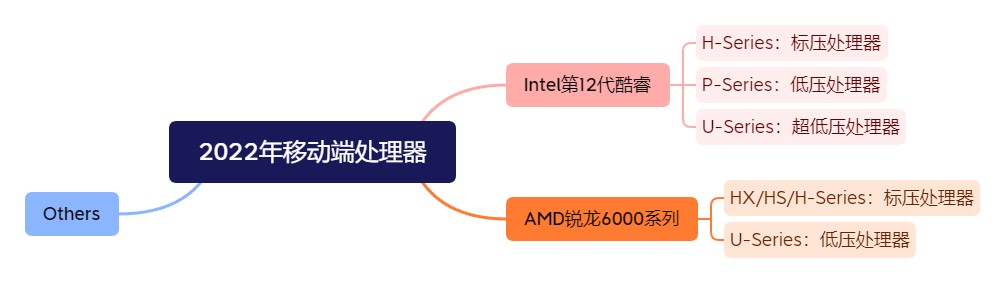 2022年移动端处理器
Intel第12代酷睿
H-Series：标压处理器
P-Series：低压处理器
U-Series：超低压处理器
AMD锐龙6000系列
HX/HS/H-Series：标压处理器
U-Series：低压处理器
Others